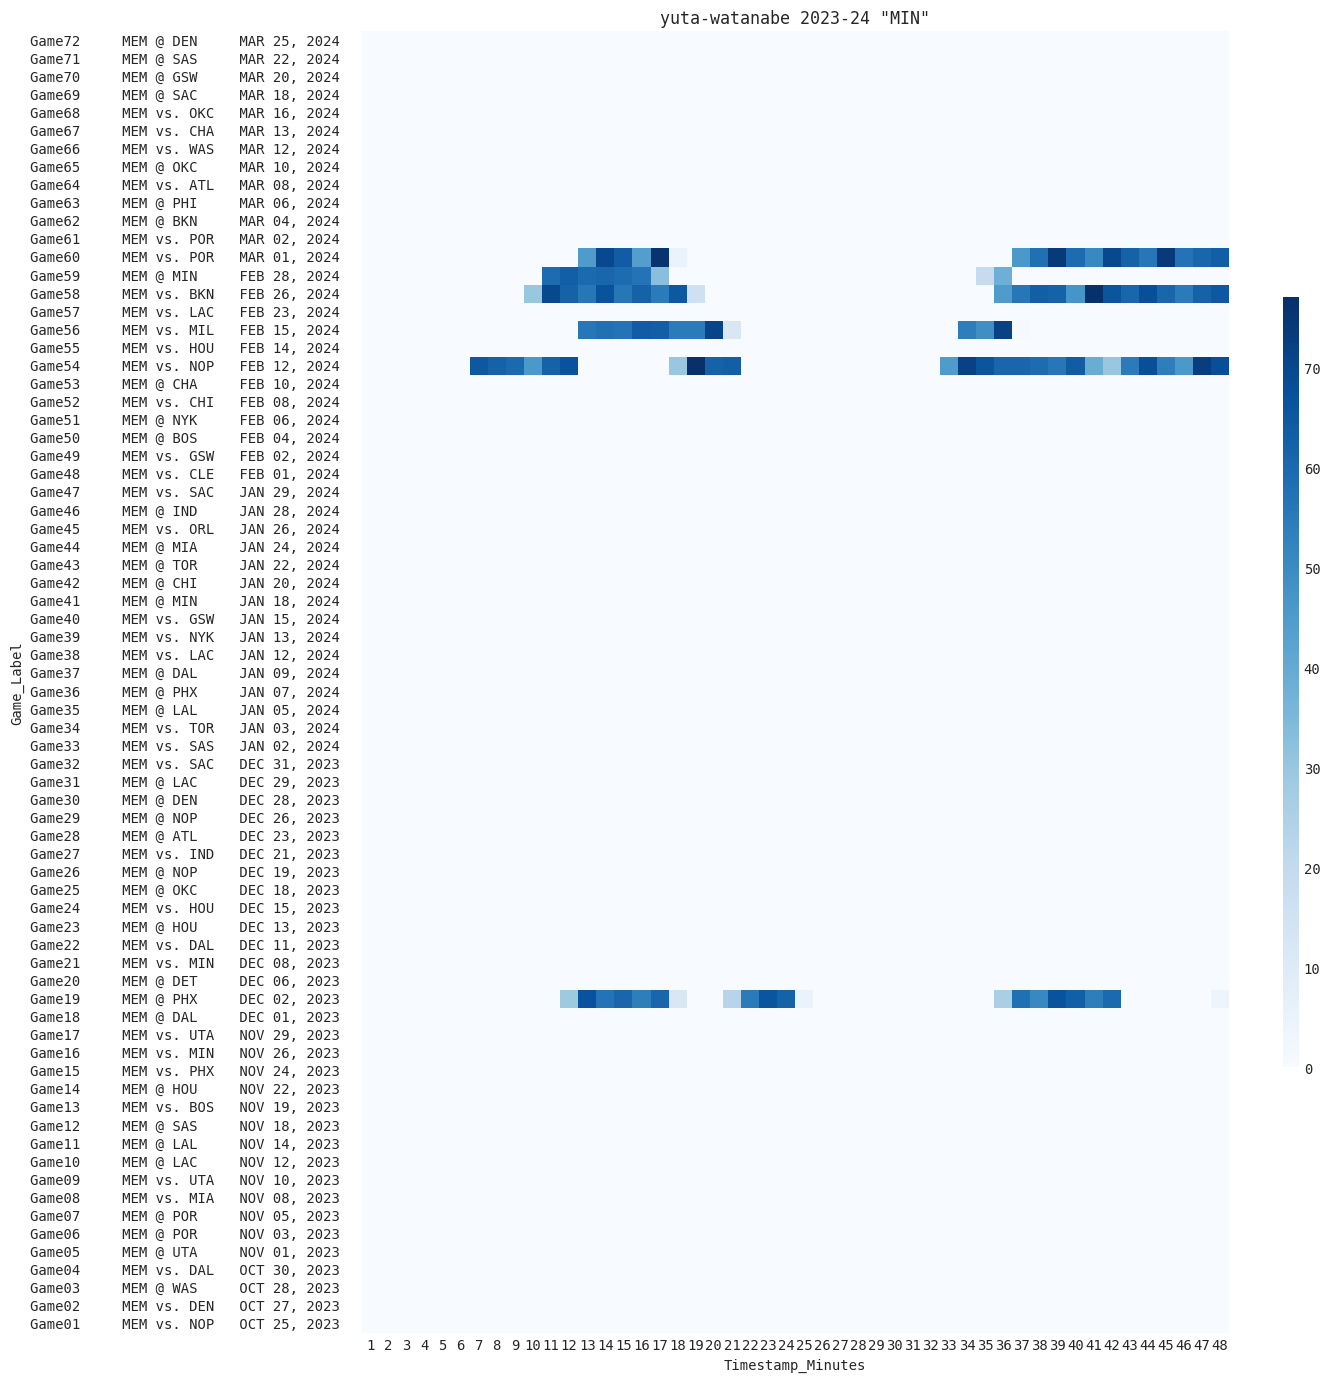 yuta-watanabe 2023-24 "MIN"
Game72 MEM @ DEN MAR 25, 2024
Game71 MEM @ SAS MAR 22, 2024
Game70 MEM @ GSW MAR 20, 2024
Game69 MEM @ SAC MAR 18, 2024
Game68 MEM vs. OKC MAR 16, 2024
Game67 MEM vs. CHA MAR 13, 2024
Game66 MEM vs. WAS MAR 12, 2024
Game65 MEM @ OKC MAR 10, 2024
Game64 MEM vs. ATL MAR 08, 2024
Game63 MEM @ PHI MAR 06, 2024
Game62 MEM @ BKN MAR 04, 2024
Game61 MEM vs. POR MAR 02, 2024
Game60 MEM vs. POR MAR 01, 2024
Game59 MEM @ MIN FEB 28, 2024
Game58 MEM vs. BKN FEB 26, 2024
Game57 MEM vs. LAC FEB 23, 2024
Game56 MEM vs. MIL FEB 15, 2024
Game55 MEM vs. HOU FEB 14, 2024
Game54 MEM vs. NOP FEB 12, 2024
Game53 MEM @ CHA FEB 10, 2024
Game52 MEM vs. CHI FEB 08, 2024
Game51 MEM @ NYK FEB 06, 2024
Game50 MEM @ BOS FEB 04, 2024
Game49 MEM vs. GSW FEB 02, 2024
Game48 MEM vs. CLE FEB 01, 2024
Game47 MEM vs. SAC JAN 29, 2024
Game46 MEM @ IND JAN 28, 2024
Game45 MEM vs. ORL JAN 26, 2024
Game44 MEM @ MIA JAN 24, 2024
Game43 MEM @ TOR JAN 22, 2024
Game42 MEM @ CHI JAN 20, 2024
Game41 MEM @ MIN JAN 18, 2024
Game40 MEM vs. GSW JAN 15, 2024
Game39 MEM vs. NYK JAN 13, 2024
Game38 MEM vs. LAC JAN 12, 2024
Game37 MEM @ DAL JAN 09, 2024
Game36 MEM @ PHX JAN 07, 2024
Game35 MEM @ LAL JAN 05, 2024
Game34 MEM vs. TOR JAN 03, 2024
Game33 MEM vs. SAS JAN 02, 2024
Game32 MEM vs. SAC DEC 31, 2023
Game31 MEM @ LAC DEC 29, 2023
Game30 MEM @ DEN DEC 28, 2023
Game29 MEM @ NOP DEC 26, 2023
Game28 MEM @ ATL DEC 23, 2023
Game27 MEM vs. IND DEC 21, 2023
Game26 MEM @ NOP DEC 19, 2023
Game25 MEM @ OKC DEC 18, 2023
Game24 MEM vs. HOU DEC 15, 2023
Game23 MEM @ HOU DEC 13, 2023
Game22 MEM vs. DAL DEC 11, 2023
Game21 MEM vs. MIN DEC 08, 2023
Game20 MEM @ DET DEC 06, 2023
Game19 MEM @ PHX DEC 02, 2023
Game18 MEM @ DAL DEC 01, 2023
Game17 MEM vs. UTA NOV 29, 2023
Game16 MEM vs. MIN NOV 26, 2023
Game15 MEM vs. PHX NOV 24, 2023
Game14 MEM @ HOU NOV 22, 2023
Game13 MEM vs. BOS NOV 19, 2023
Game12 MEM @ SAS NOV 18, 2023
Game11 MEM @ LAL NOV 14, 2023
Game10 MEM @ LAC NOV 12, 2023
Game09 MEM vs. UTA NOV 10, 2023
Game08 MEM vs. MIA NOV 08, 2023
Game07 MEM @ POR NOV 05, 2023
Game06 MEM @ POR NOV 03, 2023
Game05 MEM @ UTA NOV 01, 2023
Game04 MEM vs. DAL OCT 30, 2023
Game03 MEM @ WAS OCT 28, 2023
Game02 MEM vs. DEN OCT 27, 2023
Game01 MEM vs. NOP OCT 25, 2023
Game_Label
1 2 3 4 5 6 7 8 9 10 11 12 13 14 15 16 17 18 19 20 21 22 23 24 25 26 27 28 29 30 31 32 33 34 35 36 37 38 39 40 41 42 43 44 45 46 47 48
Timestamp_Minutes
70
60
50
40
30
20
10
0